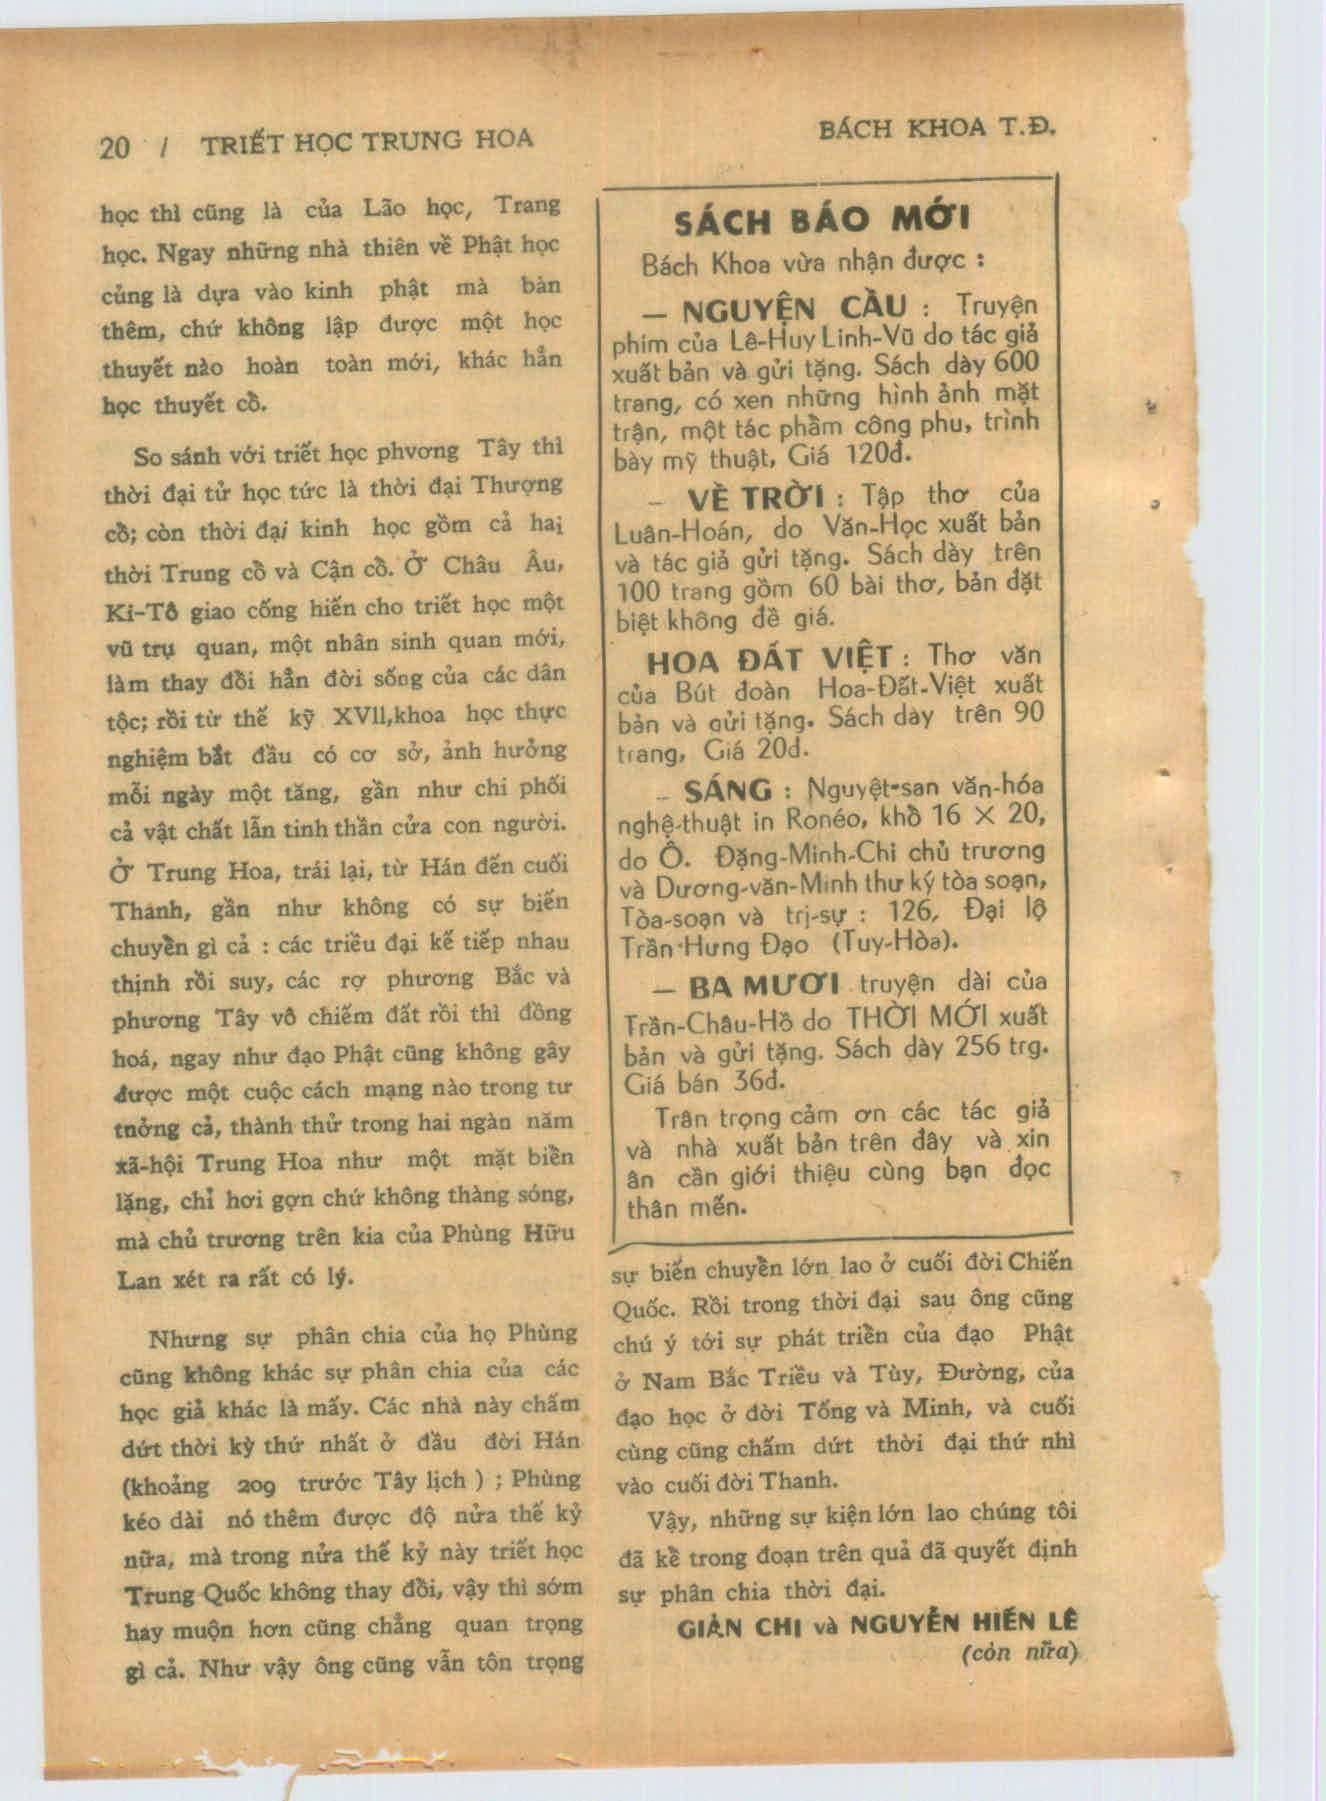 20 / TRIẾT HỌC TRUNG HOA
BÁCH KHOA T.Đ.
học thì cũng là của Lão học, Trang
học. Ngay những nhà thiên về Phật học
củng là dựa vào kinh phật mà bàn
thêm, chứ không lập được một học
thuyết nào hoàn toàn mới, khác hẳn
học thuyết cổ.
So sánh với triết học phvơng Tây thì
thời đại tử học tức là thời đại Thượng
cổ; còn thời đại kinh học gồm cả hai
thời Trung cổ và Cận cổ. Ở Châu Âu,
Ki-Tô giao cống hiến cho triết học một
vũ trụ quan, một nhân sinh quan mới,
làm thay đổi hẳn đời sống của các dân
tộc; rồi từ thế kỹ XVII,khoa học thực
nghiệm bắt đầu có cơ sở, ảnh hưởng
mỗi ngày một tăng, gần như chi phối
cả vật chất lẫn tinh thần cửa con người.
Ở Trung Hoa, trái lại, từ Hán đến cuối
Thanh, gần như không có sự biến
chuyển gì cả : các triều đại kế tiếp nhau
thịnh rồi suy, các rợ phương Bắc và
phương Tây vô chiếm đất rồi thì đồng
hoá, ngay như đạo Phật cũng không gây
được một cuộc cách mạng nào trong tư
tnởng cả, thành thử trong hai ngàn năm
xã-hội Trung Hoa như một mặt biển
lặng, chỉ hơi gợn chứ không thàng sóng,
mà chủ trương trên kia của Phùng Hữu
Lan xét ra rất có lý.
Nhưng sự phân chia của họ Phùng
cũng không khác sự phân chia của các
học giả khác là mấy. Các nhà này chấm
dứt thời kỳ thứ nhất ở đầu đời Hán
(khoảng 209 trước Tây lịch ) ; Phùng
kéo dài nó thêm được độ nửa thế kỷ
nữa, mà trong nửa thế kỷ này triết học
Trung Quốc không thay đổi, vậy thì sớm
hay muộn hơn cũng chẳng quan trọng
gì cả. Như vậy ông cũng vẫn tôn trọng
SÁCH BÁO MỚI
Bách Khoa vừa nhận được :
— NGUYỆN CẦU : Truyện
phim của Lê-Huy Linh-Vũ do tác giả
xuất bản và gửi tặng. Sách dày 600
trang, có xen những hình ảnh mặt
trận, một tác phẩm công phu, trình
bày mỹ thuật, Giá 120đ.
– VỀ TRỜI : Tập thơ của
Luân-Hoán, do Văn-Học xuất bản
và tác giả gửi tặng. Sách dày trên
100 trang gồm 60 bài thơ, bản đặt
biệt không đề giá.
HOA ĐẤT VIỆT : Thơ văn
của Bút đoàn Hoa-Đất-Việt xuất
bản và gửi tặng. Sách dày trên 90
trang, Giá 20đ.
– SÁNG : Nguyệt-san văn-hóa
nghệ-thuật in Ronéo, khổ 16 X 20,
do Ô. Đặng-Minh-Chi chủ trương
và Dương-văn-Minh thư ký tòa soạn,
Tòa-soạn và trị-sự : 126, Đại lộ
Trần-Hưng Đạo (Tuy-Hòa).
— BA MƯƠI truyện dài của
Trần-Châu-Hồ do THỜI MỚI xuất
bản và gửi tặng. Sách dày 256 trg.
Giá bán 36đ.
Trân trọng cảm ơn các tác giả
và nhà xuất bản trên đây và xin
ân cần giới thiệu cùng bạn đọc
thân mến.
sự biến chuyển lớn lao ở cuối đời Chiến
Quốc. Rồi trong thời đại sau ông cũng
chú ý tới sự phát triển của đạo Phật
ở Nam Bắc Triều và Tùy, Đường, của
đạo học ở đời Tống và Minh, và cuối
cùng cũng chấm dứt thời đại thứ nhì
vào cuối đời Thanh.
Vậy, những sự kiện lớn lao chúng tôi
đã kể trong đoạn trên quả đã quyết định
sự phân chia thời đại.
GIẢN CHI và NGUYỄN HIẾN LÊ
(còn nữa)